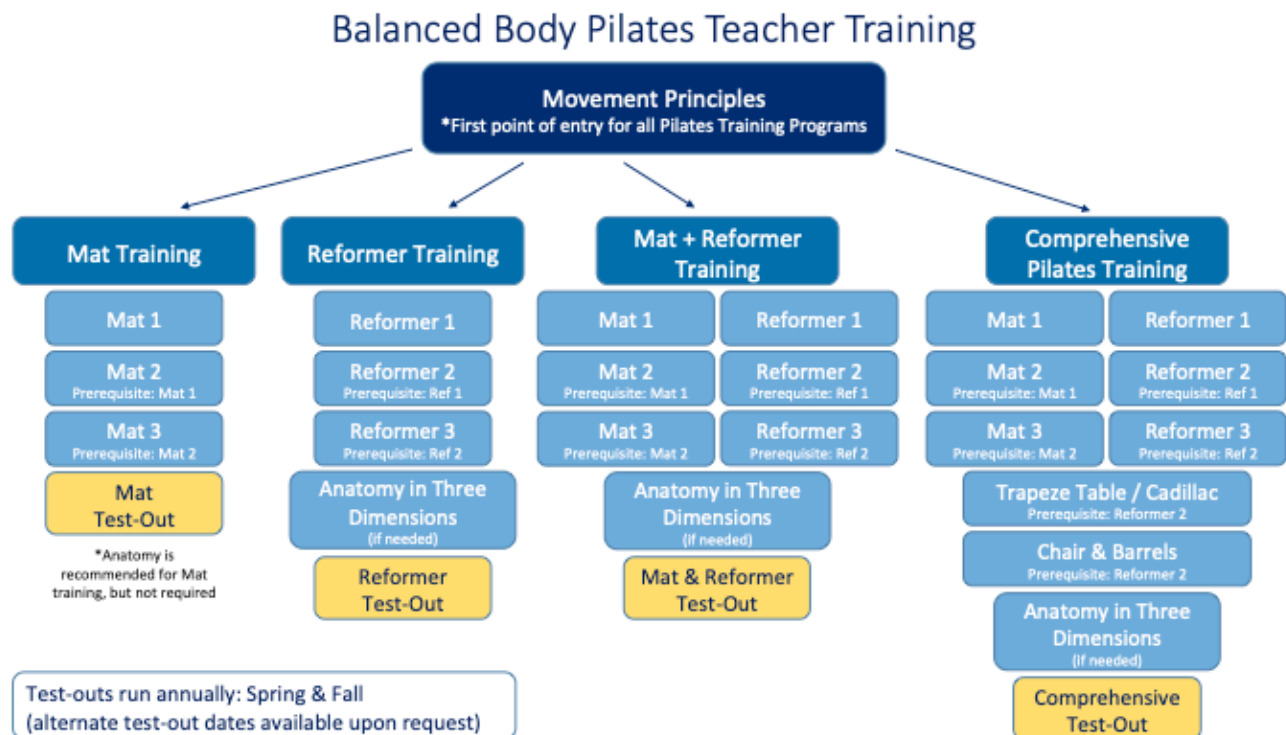 Balanced Body Pilates Teacher Training
Movement Principles
*First point of entry for all Pilates Training Programs
Mat Training
Mat 1
Mat 2
Prerequisite: Mat 1
Mat 3
Prerequisite: Mat 2
Mat
Test-Out
*Anatomy is
recommended for Mat
training, but not required
Reformer Training
Reformer 1
Reformer 2
Prerequisite: Ref 1
Reformer 3
Prerequisite: Ref 2
Anatomy in Three
Dimensions
(if needed)
Reformer
Test-Out
Mat + Reformer
Training
Mat 1
Reformer 1
Mat 2
Prerequisite: Mat 1
Reformer 2
Prerequisite: Ref 1
Mat 3
Prerequisite: Mat 2
Reformer 3
Prerequisite: Ref 2
Anatomy in Three
Dimensions
(if needed)
Mat & Reformer
Test-Out
Comprehensive
Pilates Training
Mat 1
Reformer 1
Mat 2
Prerequisite: Mat 1
Reformer 2
Prerequisite: Ref 1
Mat 3
Prerequisite: Mat 2
Reformer 3
Prerequisite: Ref 2
Trapeze Table / Cadillac
Prerequisite: Reformer 2
Chair & Barrels
Prerequisite: Reformer 2
Anatomy in Three
Dimensions
(if needed)
Comprehensive
Test-Out
Test-outs run annually: Spring & Fall
(alternate test-out dates available upon request)